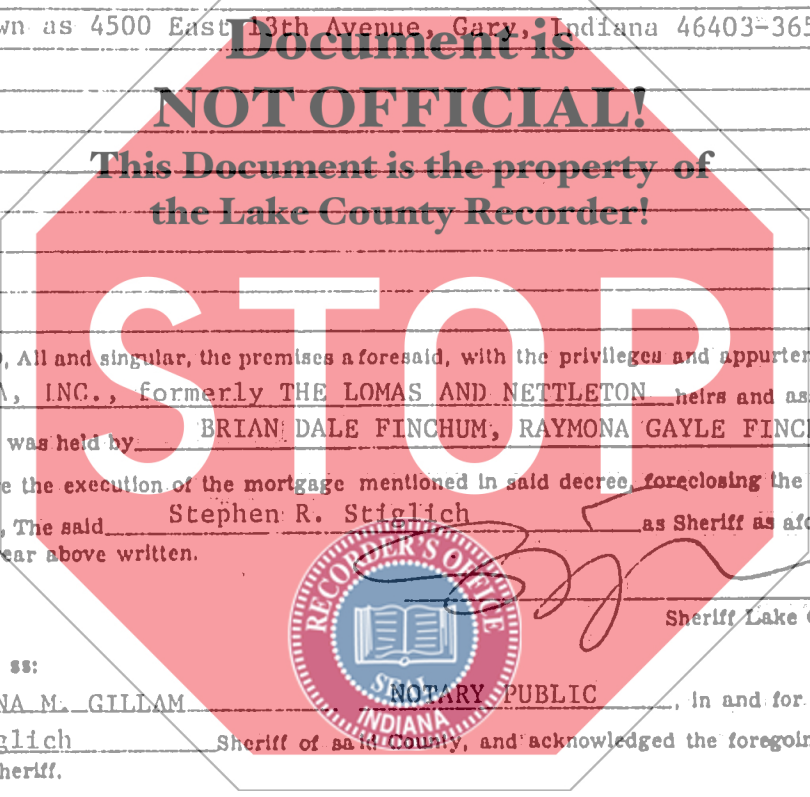 wn as 4500 East 13th Avenue, Gary, Indiana 46403-365
Document is
NOT OFFICIAL!
This Document is the property of
the Lake County Recorder!
STOP
All and singular, the premises aforesaid, with the privileges and appurten
A, INC., formerly THE LOMAS AND NETTLETON heirs and as
was held by BRIAN DALE FINCHUM, RAYMONA GAYLE FINC
e the execution of the mortgage mentioned in said decree, foreclosing the
, The said Stephen R. Stiglich as Sheriff as afo
ear above written.
RECORDER'S OFFICE
SEAL
INDIANA
Sheriff Lake
ss:
NA M. GILLAM NOTARY PUBLIC, in and for
glich Sheriff of said County, and acknowledged the foregoin
heriff.